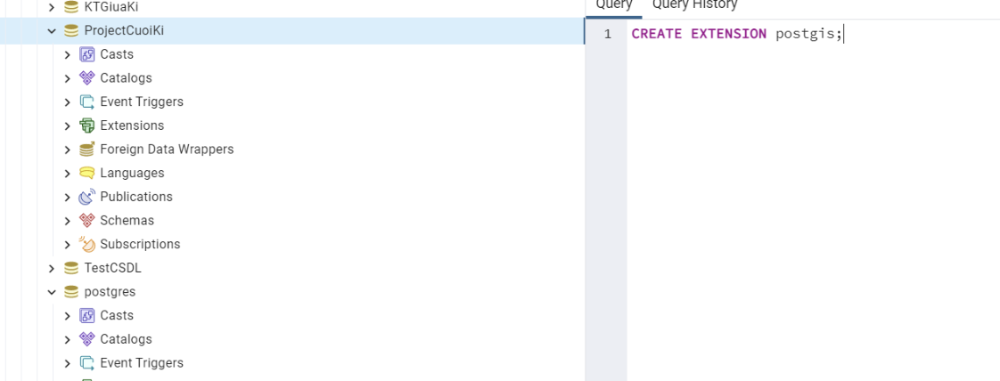 KTGiuaKi
ProjectCuoiKi
Casts
Catalogs
Event Triggers
Extensions
Foreign Data Wrappers
Languages
Publications
Schemas
Subscriptions
TestCSDL
postgres
Casts
Catalogs
Event Triggers
Query Query History
1 CREATE EXTENSION postgis;